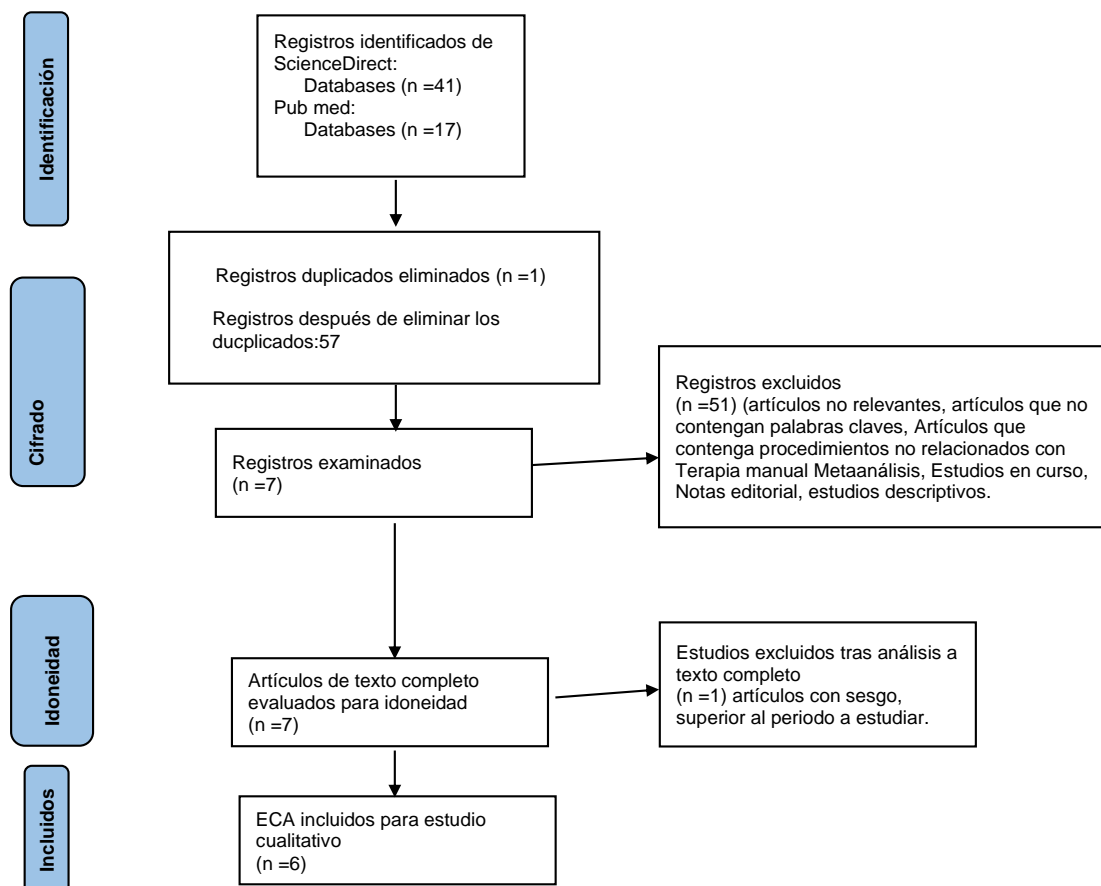 Identificación
Registros identificados de
ScienceDirect:
Databases (n =41)
Pub med:
Databases (n =17)
Cifrado
Registros duplicados eliminados (n =1)
Registros después de eliminar los
ducplicados:57
Registros examinados
(n =7)
Registros excluidos
(n =51) (artículos no relevantes, artículos que no
contengan palabras claves, Artículos que
contenga procedimientos no relacionados con
Terapia manual Metaanálisis, Estudios en curso,
Notas editorial, estudios descriptivos.
Idoneidad
Artículos de texto completo
evaluados para idoneidad
(n =7)
Estudios excluidos tras análisis a
texto completo
(n =1) artículos con sesgo,
superior al periodo a estudiar.
Incluidos
ECA incluidos para estudio
cualitativo
(n =6)